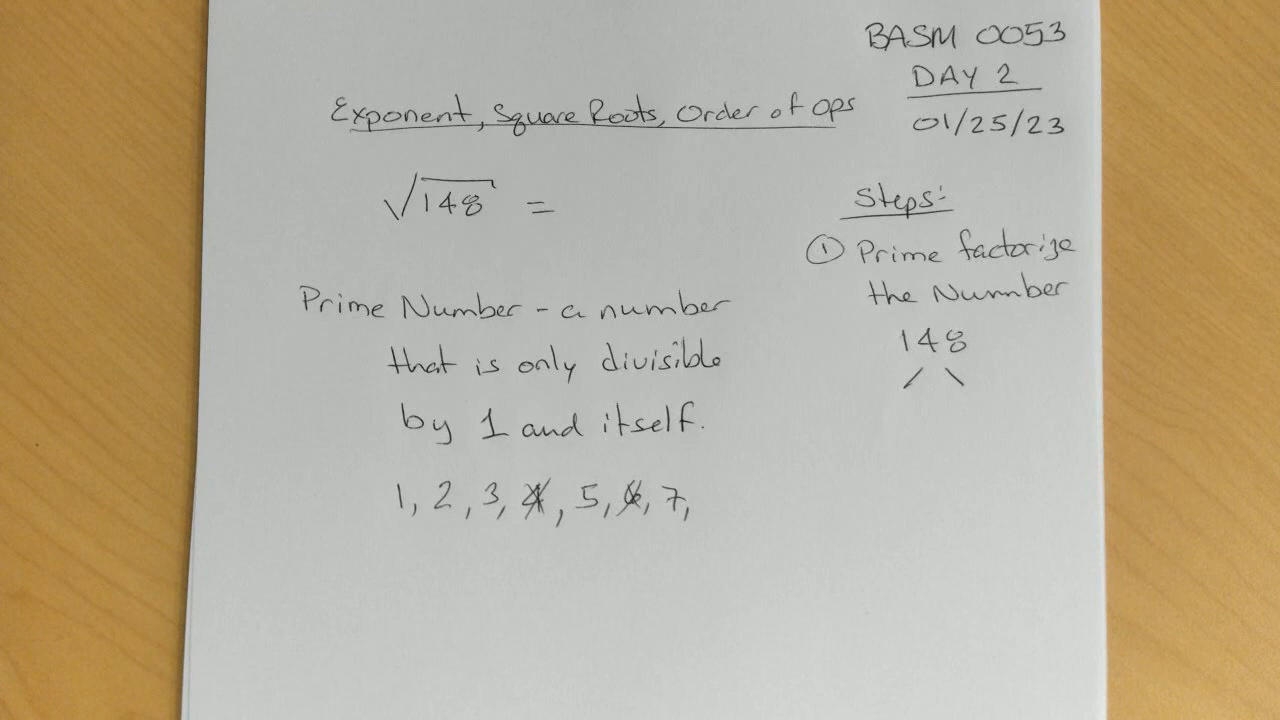 BASM 0053
DAY 2
01/25/23
Exponent, Square Roots, Order of Ops
√148 =
Prime Number - a number
that is only divisible
by 1 and itself.
1, 2, 3, 4, 5, 6, 7,
Steps:
① Prime factorize
the Number
148